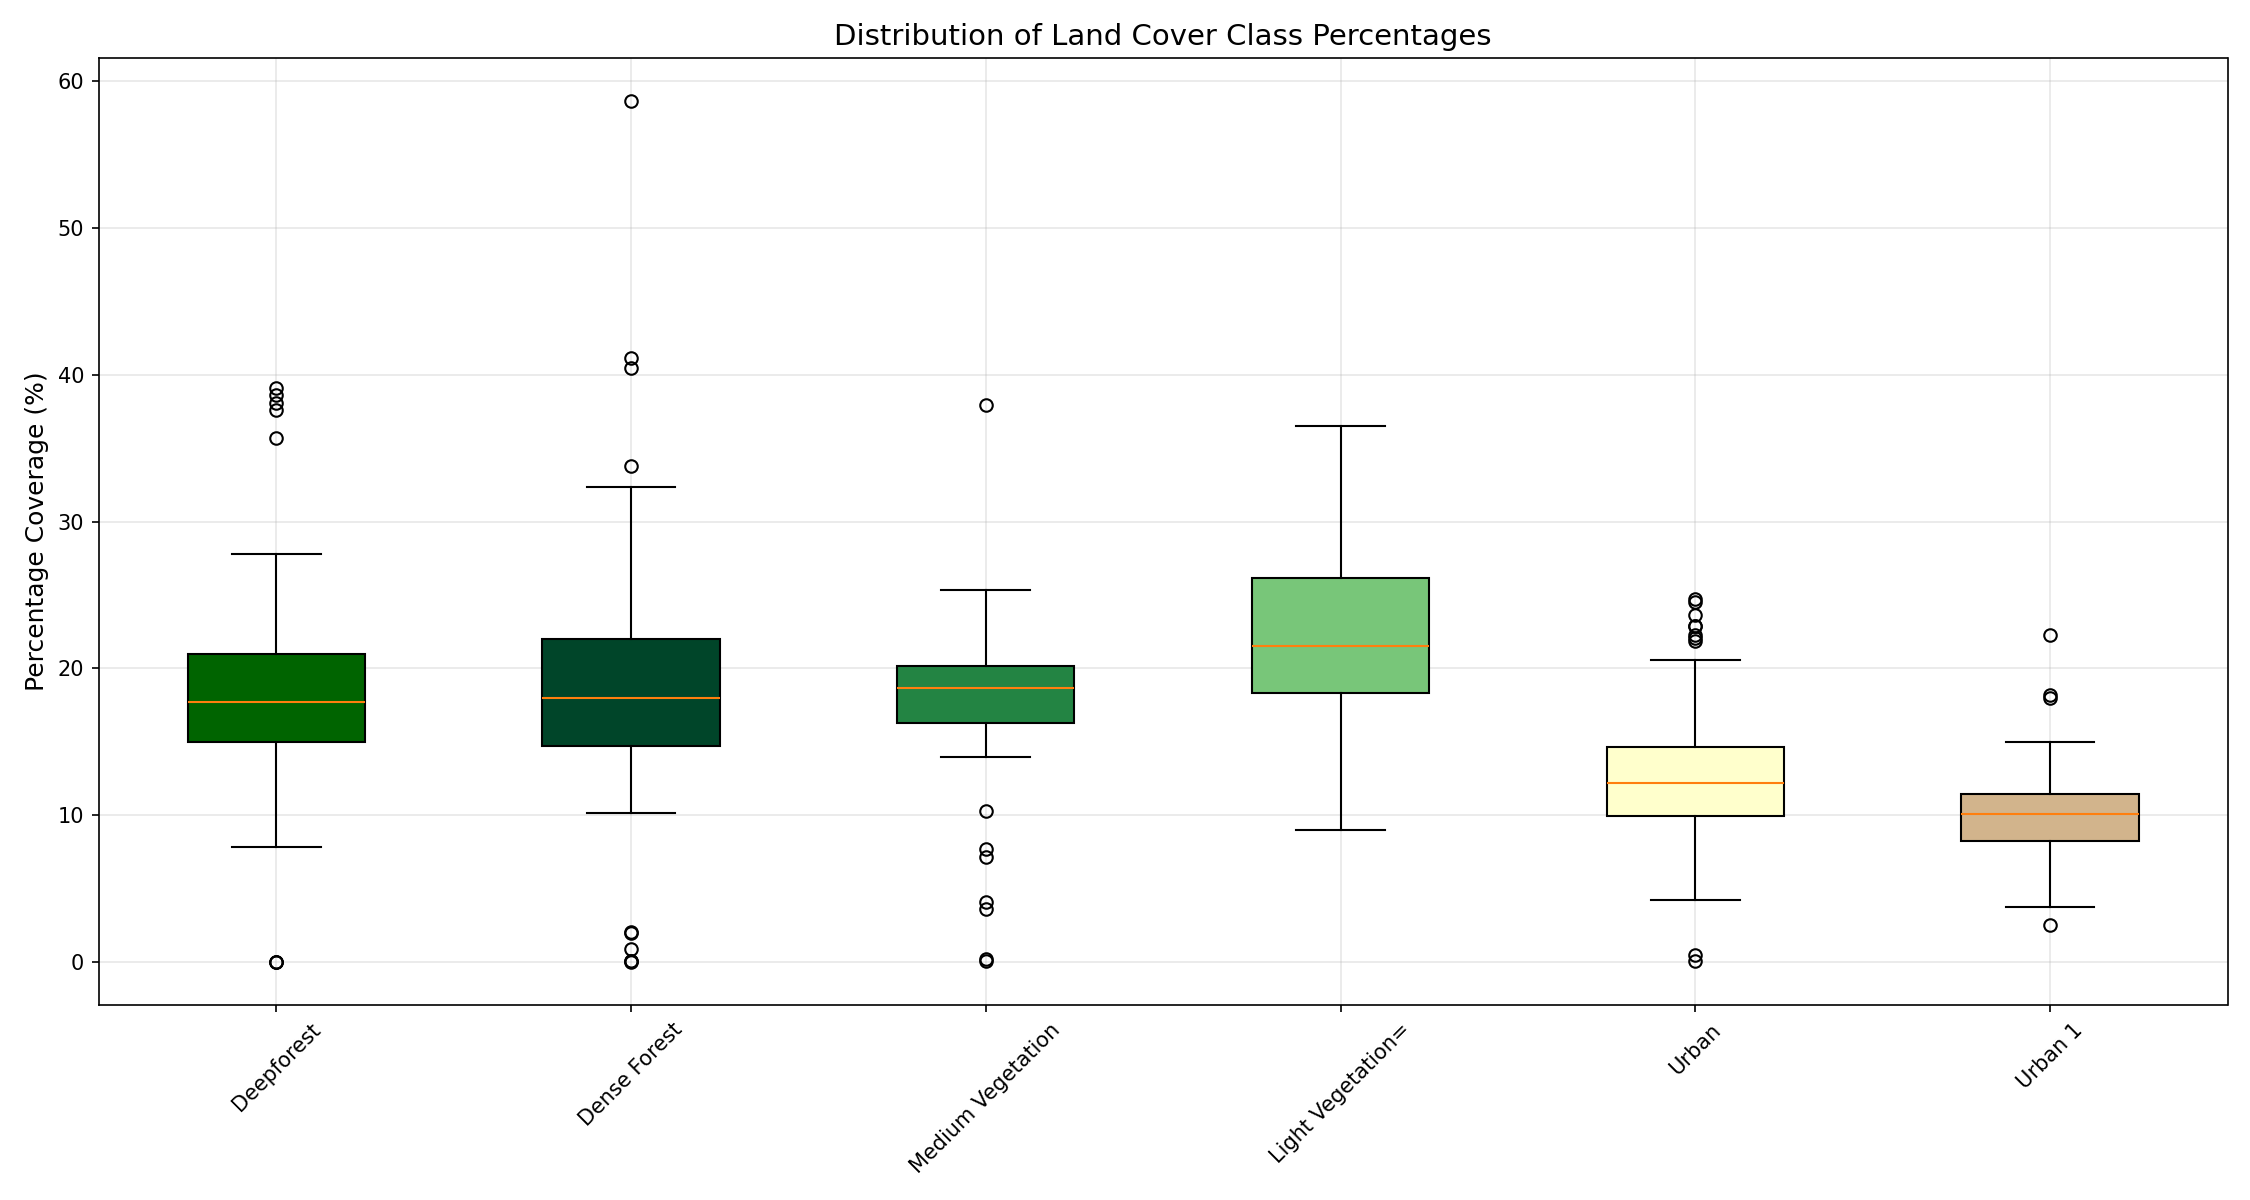 Distribution of Land Cover Class Percentages
Percentage Coverage (%)
60
50
40
30
20
10
0
Deepforest
Dense Forest
Medium Vegetation
Light Vegetation=
Urban
Urban 1